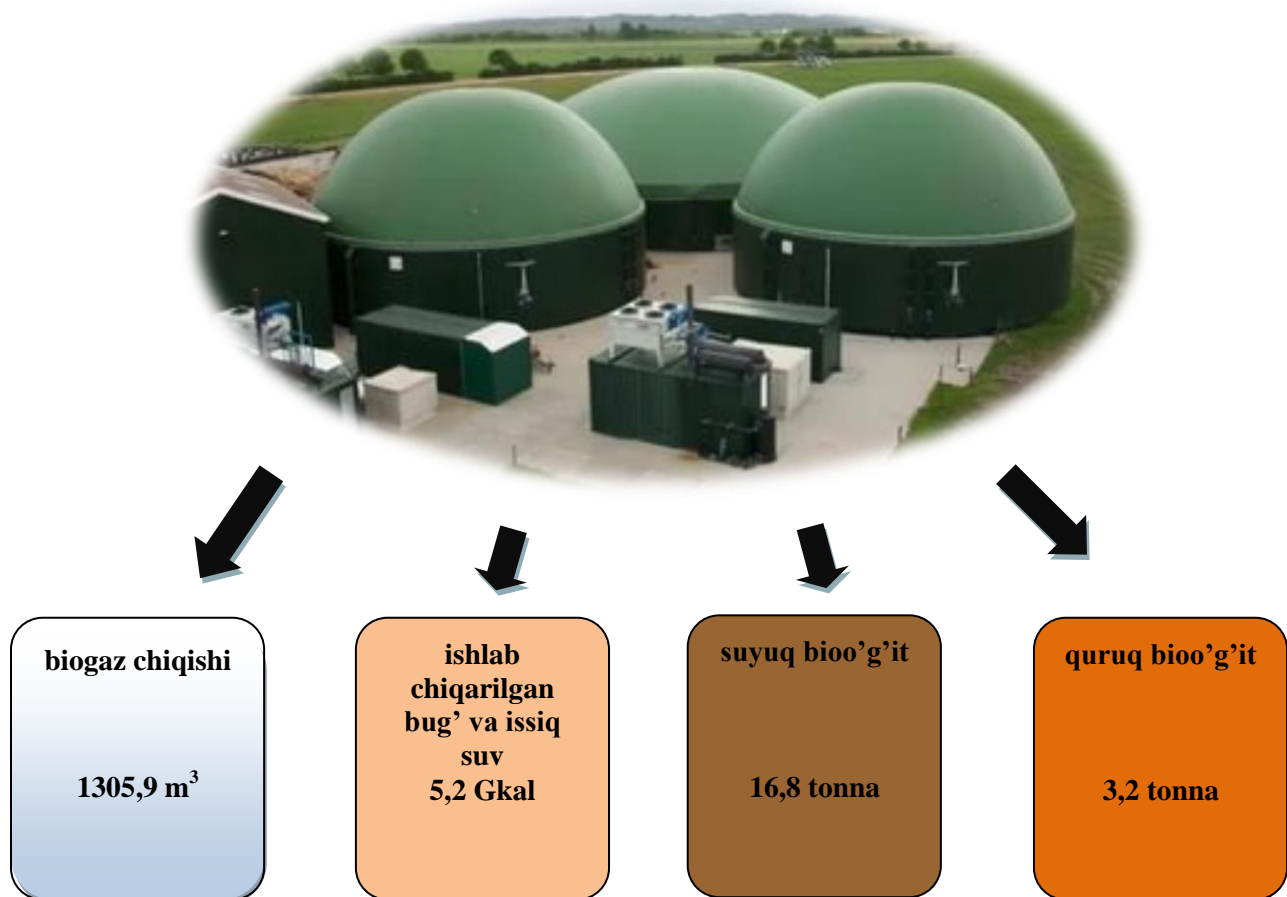 biogaz chiqishi
1305,9 m³
ishlab
chiqarilgan
bug’ va issiq
suv
5,2 Gkal
suyuq bioo’g’it
16,8 tonna
quruq bioo’g’it
3,2 tonna